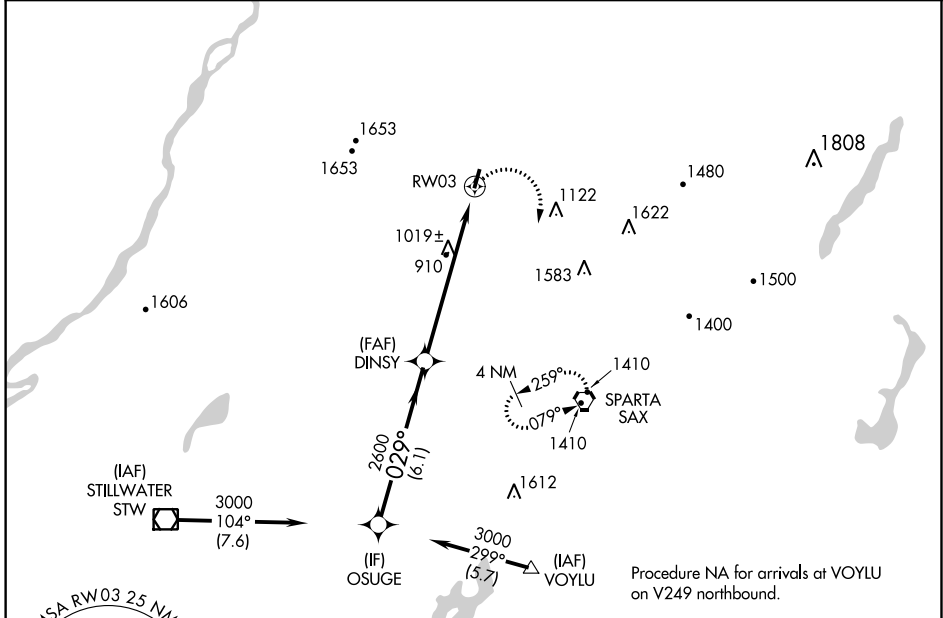 1653
1653
RW03
1808
1480
1122
1622
1019±
910
1583
1500
1606
1400
(FAF)
DINSY
4 NM
259°
1410
SPARTA
SAX
079°
1410
2600
029°
(6.1)
1612
(IAF)
STILLWATER
STW
3000
104°
(7.6)
(IF)
OSUGE
3000
299°
(5.7)
(IAF)
VOYLU
Procedure NA for arrivals at VOYLU
on V249 northbound.
MSA RW03 25 NM